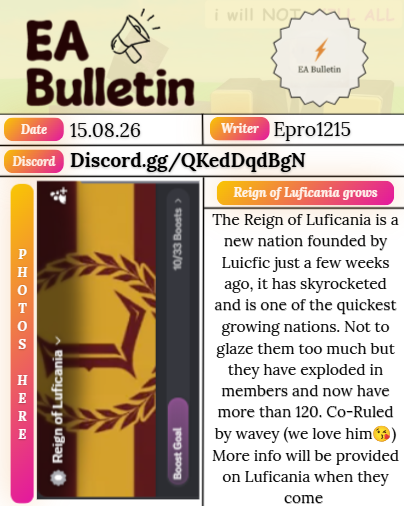 i will NOT
ALL
EA
Bulletin
EA Bulletin
Date 15.08.26
Writer Epro1215
Discord Discord.gg/QKedDqdBgN
PHOTOS HERE
Reign of Luficania
10/33 Boosts >
Boost Goal
Reign of Luficania grows
The Reign of Luficania is a
new nation founded by
Luicfic just a few weeks
ago, it has skyrocketed
and is one of the quickest
growing nations. Not to
glaze them too much but
they have exploded in
members and now have
more than 120. Co-Ruled
by wavey (we love him😘)
More info will be provided
on Luficania when they
come